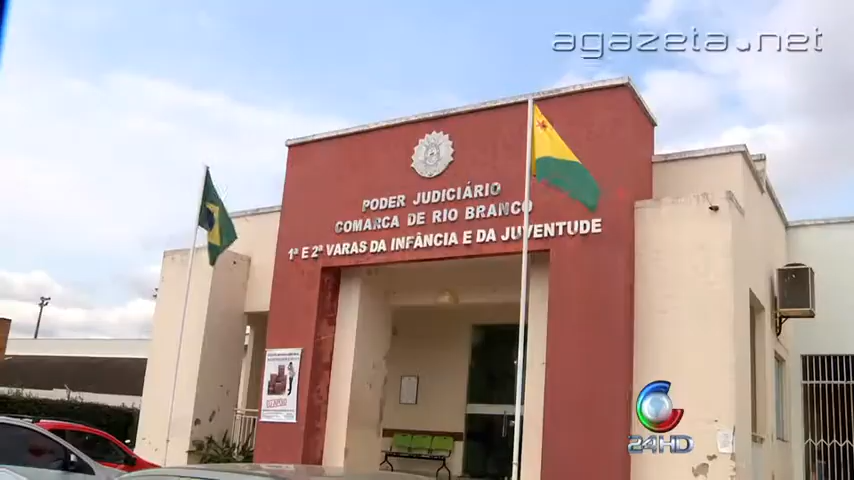 agazeta.net
PODER JUDICIÁRIO
COMARCA DE RIO BRANCO
1ª E 2ª VARAS DA INFÂNCIA E DA JUVENTUDE
24HD